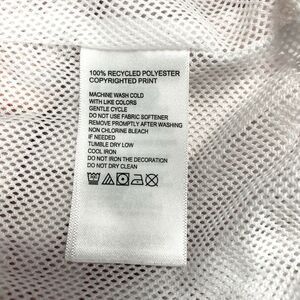 100% RECYCLED POLYESTER
COPYRIGHTED PRINT
MACHINE WASH COLD
WITH LIKE COLORS
GENTLE CYCLE
DO NOT USE FABRIC SOFTENER
REMOVE PROMPTLY AFTER WASHING
NON CHLORINE BLEACH
IF NEEDED
TUMBLE DRY LOW
COOL IRON
DO NOT IRON THE DECORATION
DO NOT DRY CLEAN